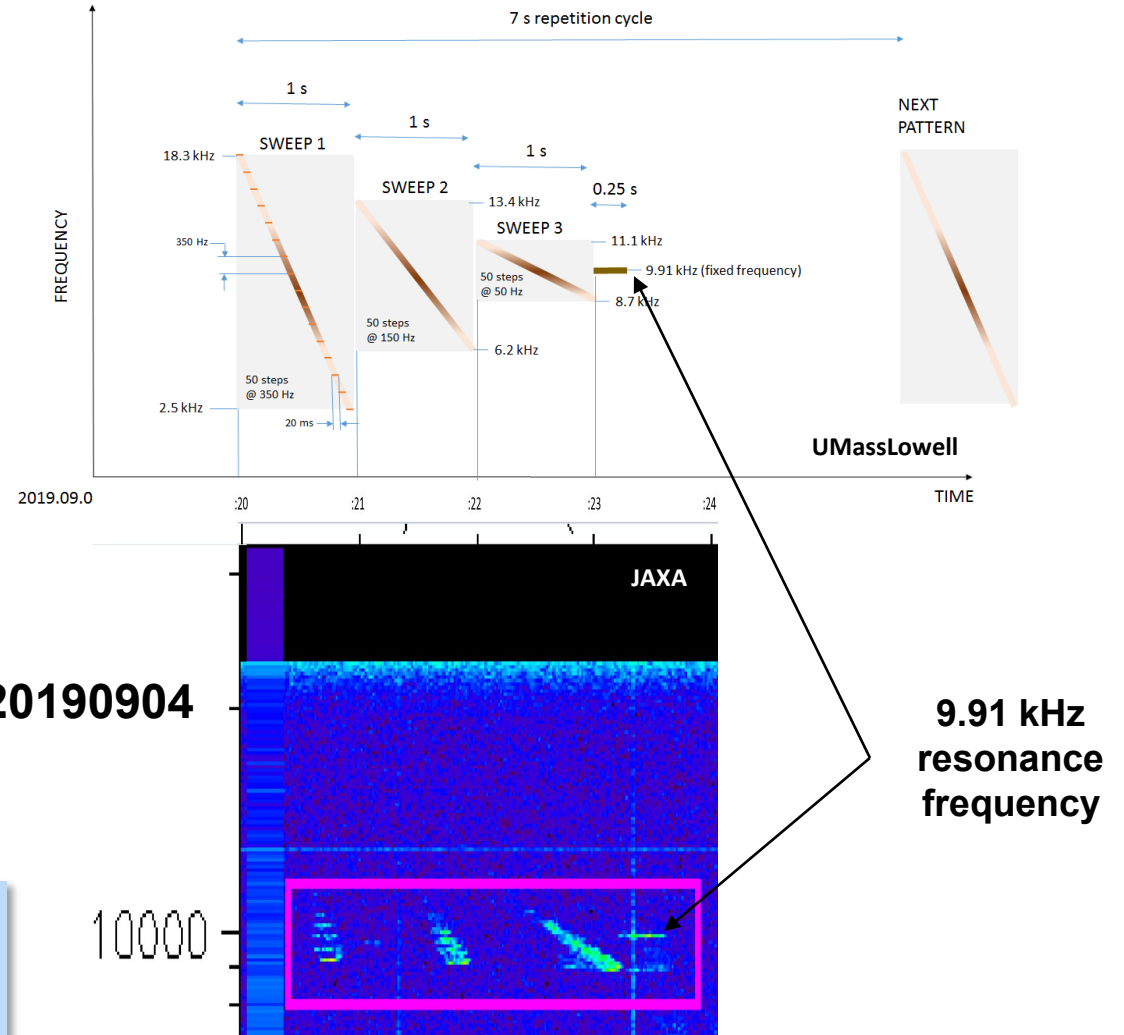 7 s repetition cycle
1 s
1 s
1 s
0.25 s
NEXT
PATTERN
SWEEP 1
SWEEP 2
SWEEP 3
18.3 kHz
13.4 kHz
11.1 kHz
350 Hz
9.91 kHz (fixed frequency)
50 steps
@ 50 Hz
8.7 kHz
50 steps
@ 150 Hz
6.2 kHz
50 steps
@ 350 Hz
2.5 kHz
20 ms
FREQUENCY
UMassLowell
TIME
2019.09.0
:20
:21
:22
:23
:24
JAXA
20190904
9.91 kHz
resonance
frequency
10000